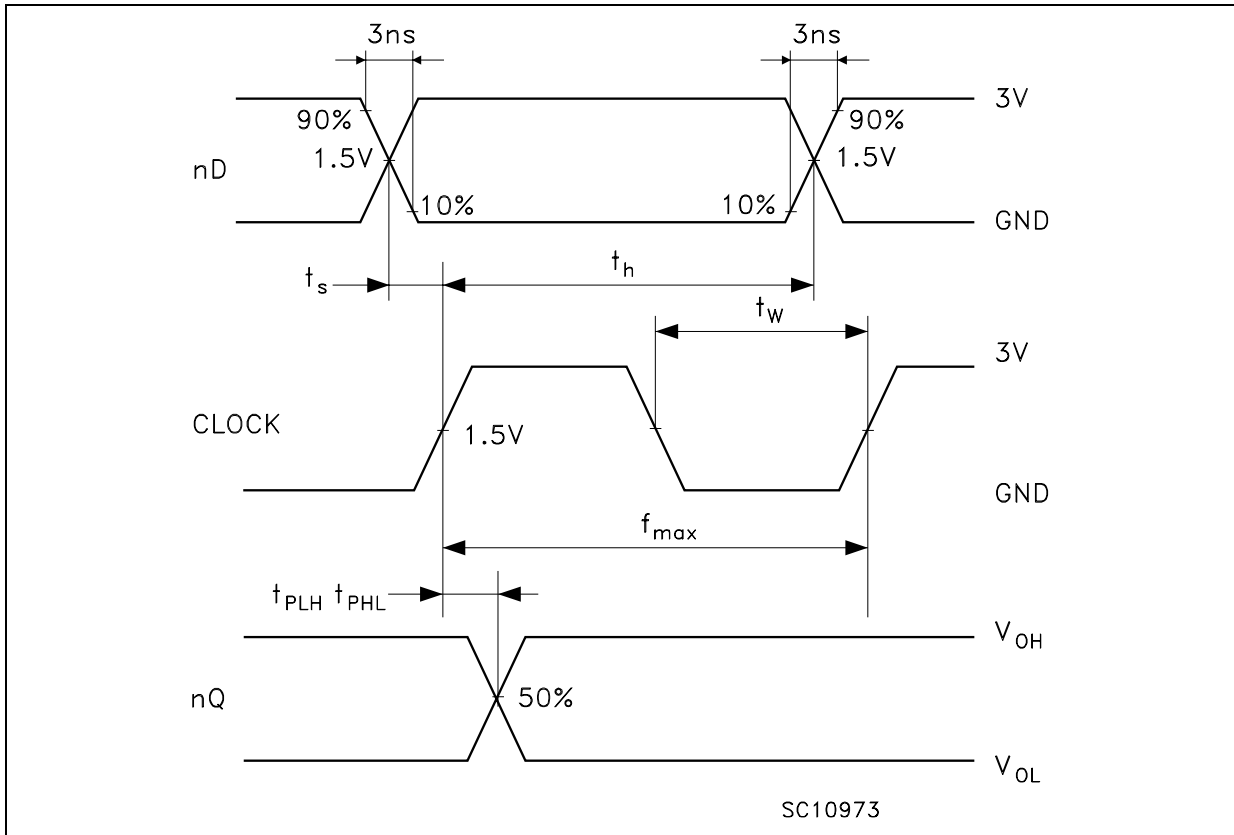 3ns 3ns
3V
90% 90%
1.5V 1.5V
nD
10% 10%
GND
t_s t_h
t_W
3V
CLOCK
1.5V
GND
f_max
t_PLH t_PHL
V_OH
nQ
50%
V_OL
SC10973